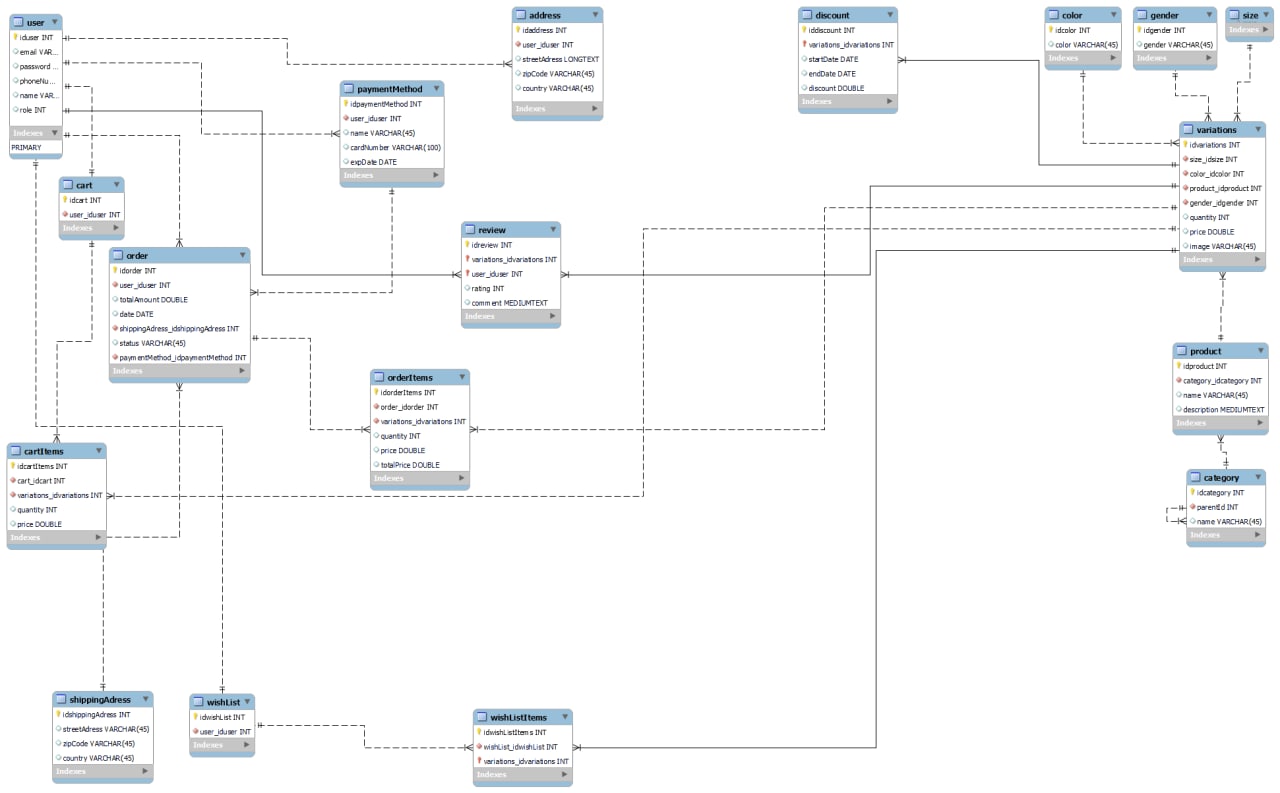 user
iduser INT
email VAR...
password ...
phoneNu...
name VAR...
role INT
Indexes
PRIMARY
address
idaddress INT
user_iduser INT
streetAdress LONGTEXT
zipCode VARCHAR(45)
country VARCHAR(45)
Indexes
discount
iddiscount INT
variations_idvariations INT
startDate DATE
endDate DATE
discount DOUBLE
Indexes
color
idcolor INT
color VARCHAR(45)
Indexes
gender
idgender INT
gender VARCHAR(45)
Indexes
size
Indexes
paymentMethod
idpaymentMethod INT
user_iduser INT
name VARCHAR(45)
cardNumber VARCHAR(100)
expDate DATE
Indexes
variations
idvariations INT
size_idsize INT
color_idcolor INT
product_idproduct INT
gender_idgender INT
quantity INT
price DOUBLE
image VARCHAR(45)
Indexes
cart
idcart INT
user_iduser INT
Indexes
review
idreview INT
variations_idvariations INT
user_iduser INT
rating INT
comment MEDIUMTEXT
Indexes
order
idorder INT
user_iduser INT
totalAmount DOUBLE
date DATE
shippingAdress_idshippingAdress INT
status VARCHAR(45)
paymentMethod_idpaymentMethod INT
Indexes
product
idproduct INT
category_idcategory INT
name VARCHAR(45)
description MEDIUMTEXT
Indexes
orderItems
idorderItems INT
order_idorder INT
variations_idvariations INT
quantity INT
price DOUBLE
totalPrice DOUBLE
Indexes
cartItems
idcartItems INT
cart_idcart INT
variations_idvariations INT
quantity INT
price DOUBLE
Indexes
category
idcategory INT
parentId INT
name VARCHAR(45)
Indexes
shippingAdress
idshippingAdress INT
streetAdress VARCHAR(45)
zipCode VARCHAR(45)
country VARCHAR(45)
Indexes
wishList
idwishList INT
user_iduser INT
Indexes
wishListItems
idwishListItems INT
wishList_idwishList INT
variations_idvariations INT
Indexes